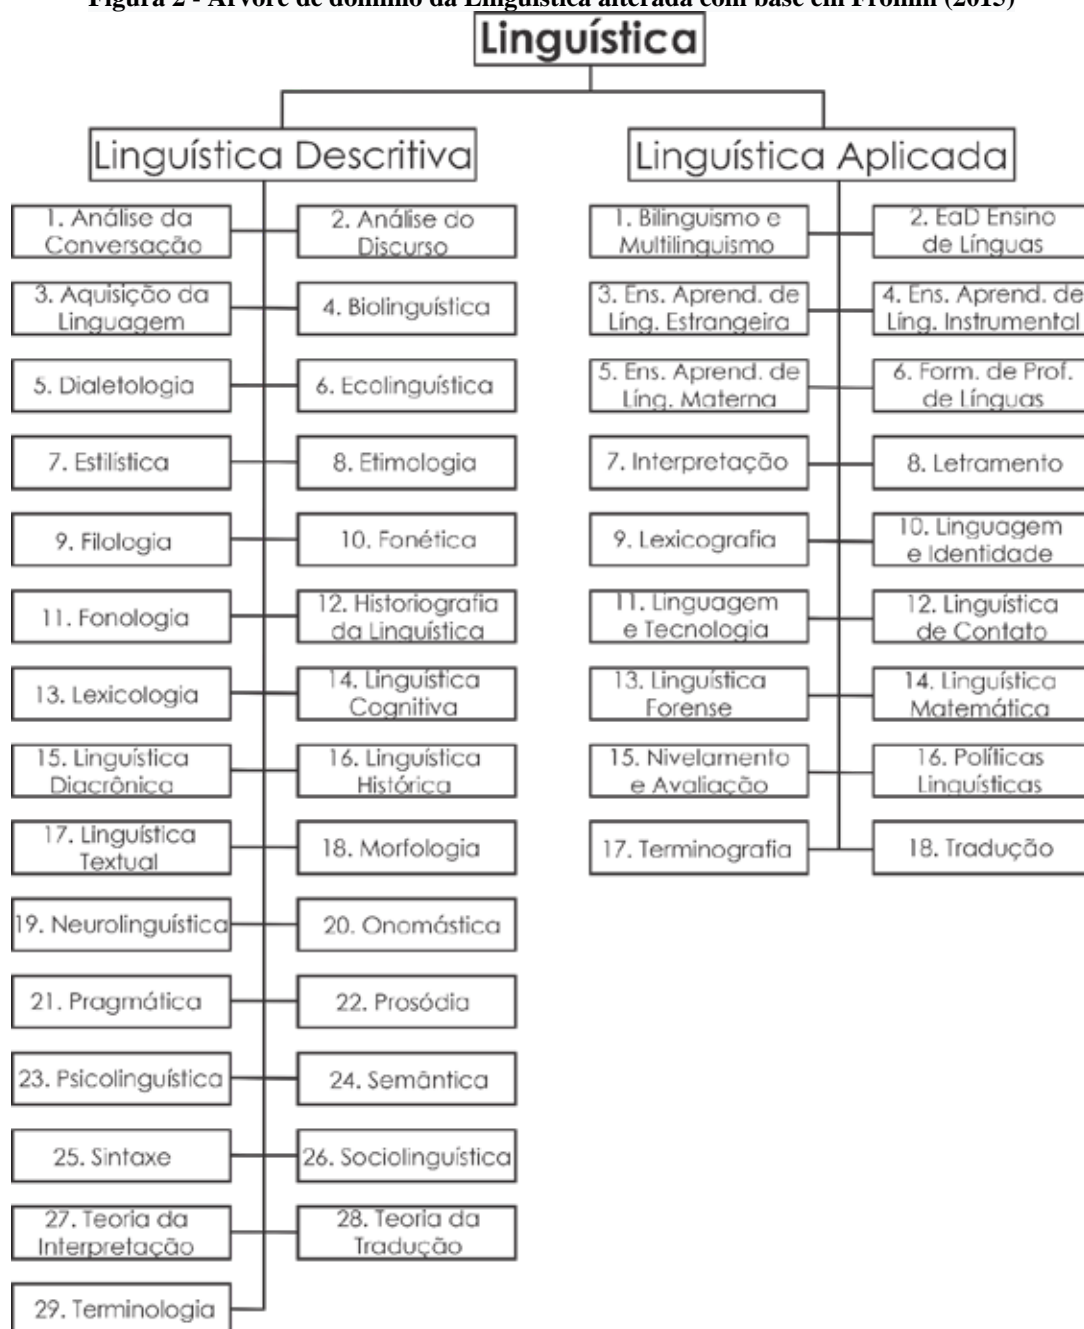 Figura 2 - Árvore de domínio da Linguística alterada com base em Fromm (2015)
Linguística
Linguística Descritiva
1. Análise da
Conversação
2. Análise do
Discurso
3. Aquisição da
Linguagem
4. Biolinguística
5. Dialetologia
6. Ecolinguística
7. Estilística
8. Etimologia
9. Filologia
10. Fonética
11. Fonologia
12. Historiografia
da Linguística
13. Lexicologia
14. Linguística
Cognitiva
15. Linguística
Diacrônica
16. Linguística
Histórica
17. Linguística
Textual
18. Morfologia
19. Neurolinguística
20. Onomástica
21. Pragmática
22. Prosódia
23. Psicolinguística
24. Semântica
25. Sintaxe
26. Sociolinguística
27. Teoria da
Interpretação
28. Teoria da
Tradução
29. Terminologia
Linguística Aplicada
1. Bilinguismo e
Multilinguismo
2. EaD Ensino
de Línguas
3. Ens. Aprend. de
Líng. Estrangeira
4. Ens. Aprend. de
Líng. Instrumental
5. Ens. Aprend. de
Líng. Materna
6. Form. de Prof.
de Línguas
7. Interpretação
8. Letramento
9. Lexicografia
10. Linguagem
e Identidade
11. Linguagem
e Tecnologia
12. Linguística
de Contato
13. Linguística
Forense
14. Linguística
Matemática
15. Nivelamento
e Avaliação
16. Políticas
Linguísticas
17. Terminografia
18. Tradução